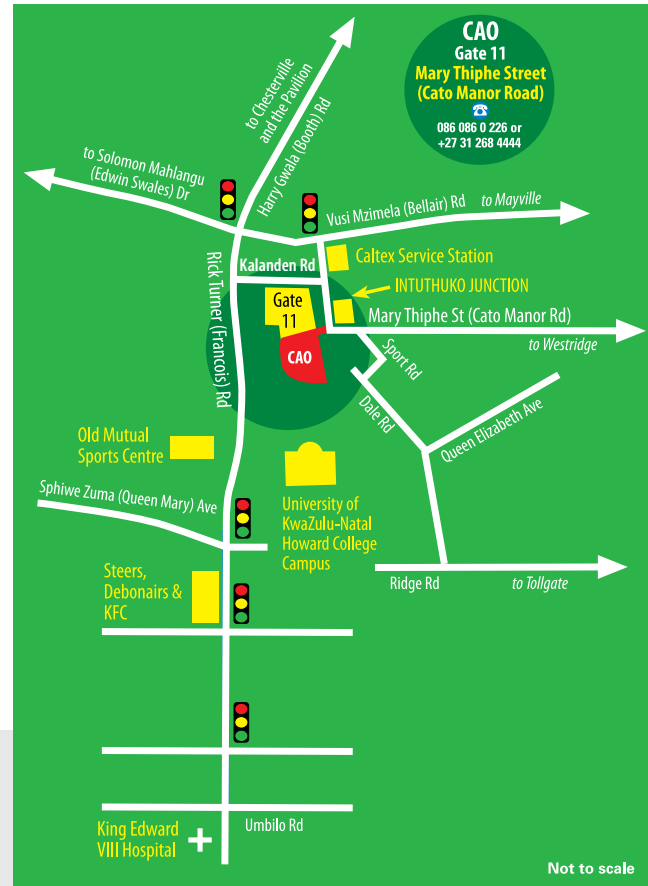 CAO
Gate 11
Mary Thiphe Street
(Cato Manor Road)
☎
086 086 0 226 or
+27 31 268 4444
to Chesterville
and the Pavilion
Harry Gwala (Booth) Rd
to Solomon Mahlangu
(Edwin Swales) Dr
Vusi Mzimela (Bellair) Rd
to Mayville
Caltex Service Station
Kalanden Rd
INTUTHUKO JUNCTION
Gate
11
Mary Thiphe St (Cato Manor Rd)
to Westridge
CAO
Rick Turner (Francois) Rd
Sport Rd
Dale Rd
Queen Elizabeth Ave
Old Mutual
Sports Centre
Sphiwe Zuma (Queen Mary) Ave
University of
KwaZulu-Natal
Howard College
Campus
Steers,
Debonairs &
KFC
Ridge Rd
to Tollgate
Umbilo Rd
King Edward
VIII Hospital
Not to scale